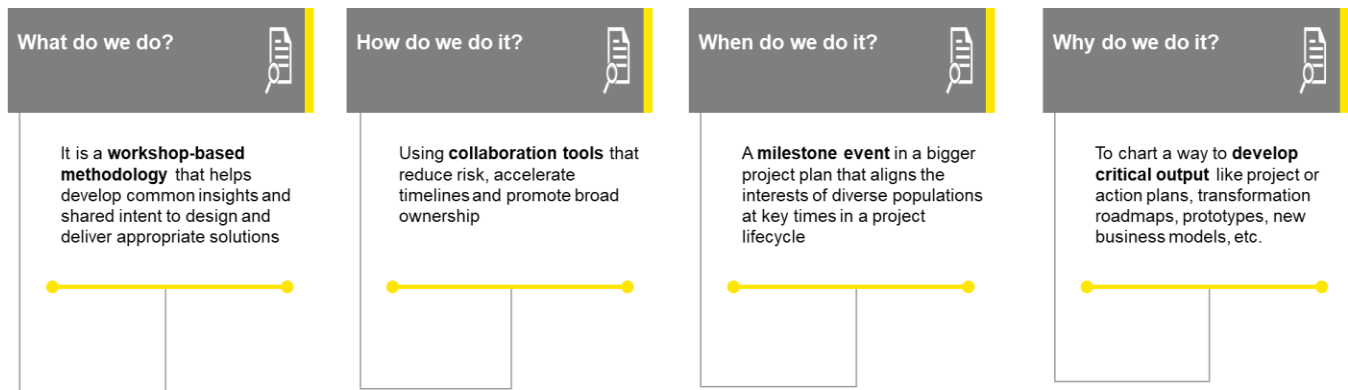 What do we do?
It is a workshop-based
methodology that helps
develop common insights and
shared intent to design and
deliver appropriate solutions
How do we do it?
Using collaboration tools that
reduce risk, accelerate
timelines and promote broad
ownership
When do we do it?
A milestone event in a bigger
project plan that aligns the
interests of diverse populations
at key times in a project
lifecycle
Why do we do it?
To chart a way to develop
critical output like project or
action plans, transformation
roadmaps, prototypes, new
business models, etc.